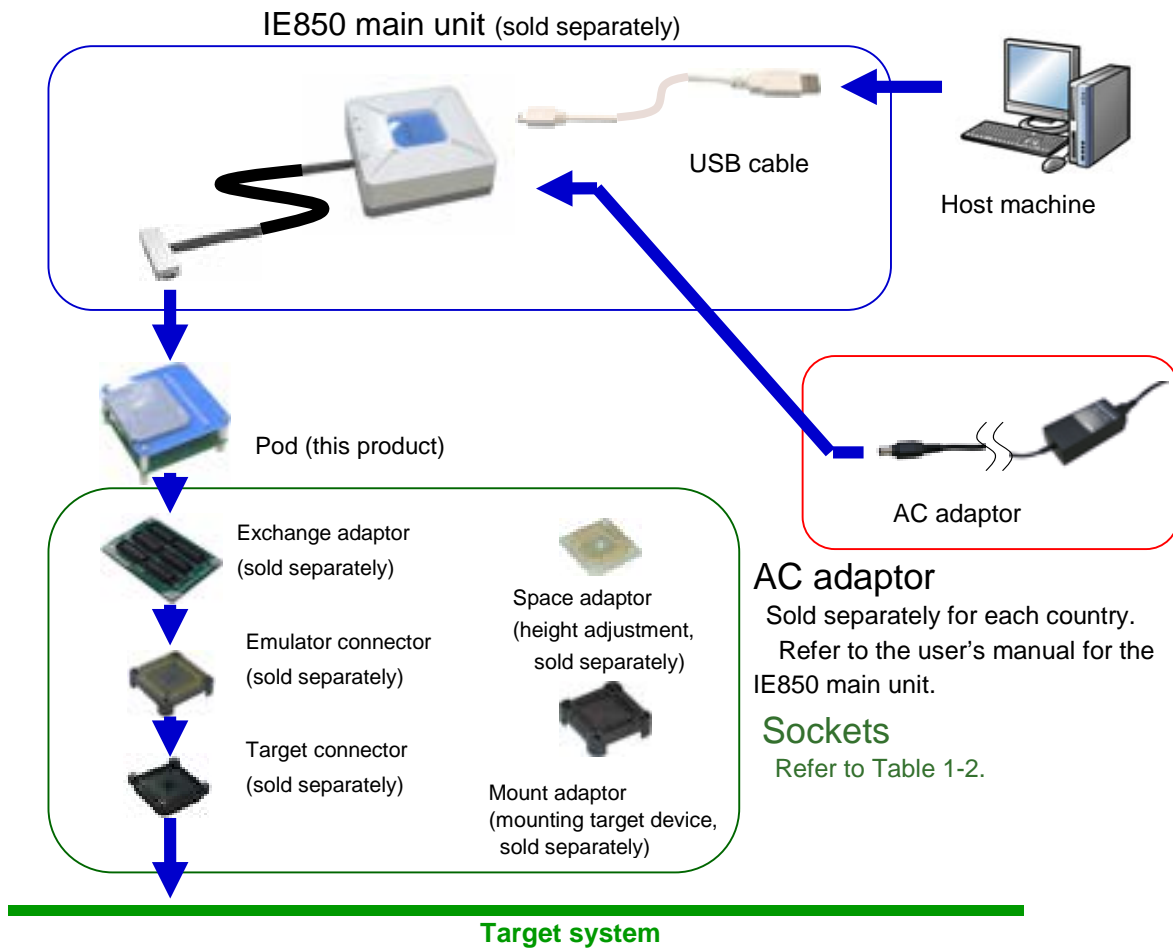 IE850 main unit (sold separately)
USB cable
Host machine
Pod (this product)
AC adaptor
Exchange adaptor
(sold separately)
Emulator connector
(sold separately)
Target connector
(sold separately)
Space adaptor
(height adjustment,
sold separately)
Mount adaptor
(mounting target device,
sold separately)
AC adaptor
Sold separately for each country.
Refer to the user's manual for the
IE850 main unit.
Sockets
Refer to Table 1-2.
Target system